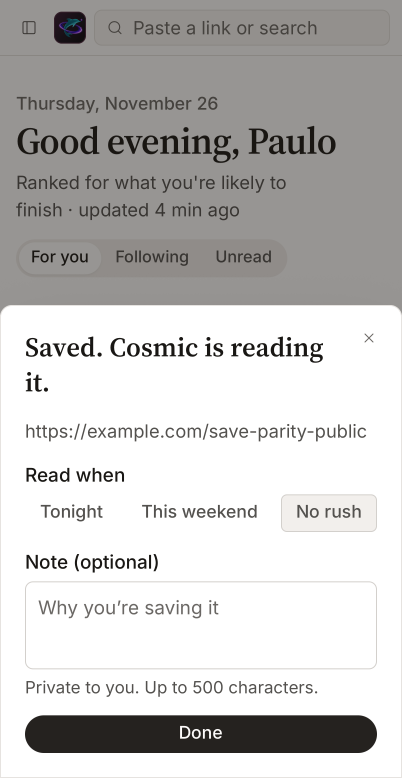 Paste a link or search
Thursday, November 26
Good evening, Paulo
Ranked for what you're likely to
finish · updated 4 min ago
For you
Following
Unread
Saved. Cosmic is reading
it.
https://example.com/save-parity-public
Read when
Tonight
This weekend
No rush
Note (optional)
Why you’re saving it
Private to you. Up to 500 characters.
Done